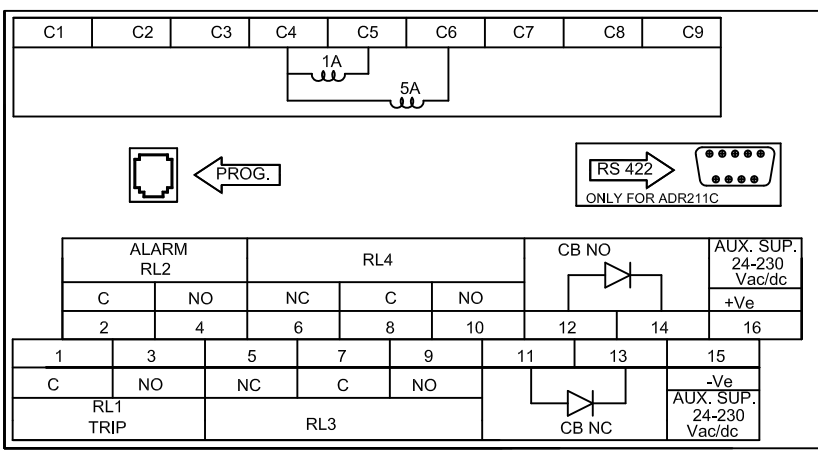 C1 C2 C3 C4 C5 C6 C7 C8 C9
1A
5A
PROG.
RS 422
ONLY FOR ADR211C
ALARM
RL2
RL4
CB NO
AUX. SUP.
24-230
Vac/dc
C NO NC C NO +Ve
2 4 6 8 10 12 14 16
1 3 5 7 9 11 13 15
C NO NC C NO -Ve
RL1
TRIP
RL3
CB NC
AUX. SUP.
24-230
Vac/dc